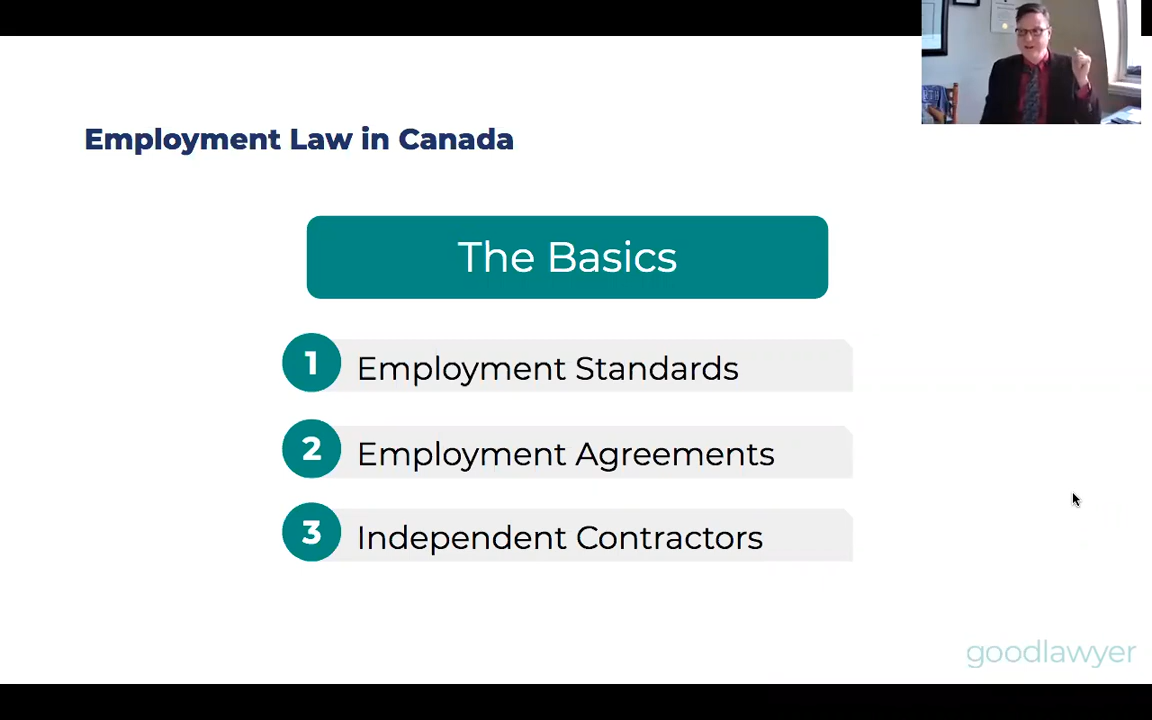 Employment Law in Canada
The Basics
1 Employment Standards
2 Employment Agreements
3 Independent Contractors
goodlawyer